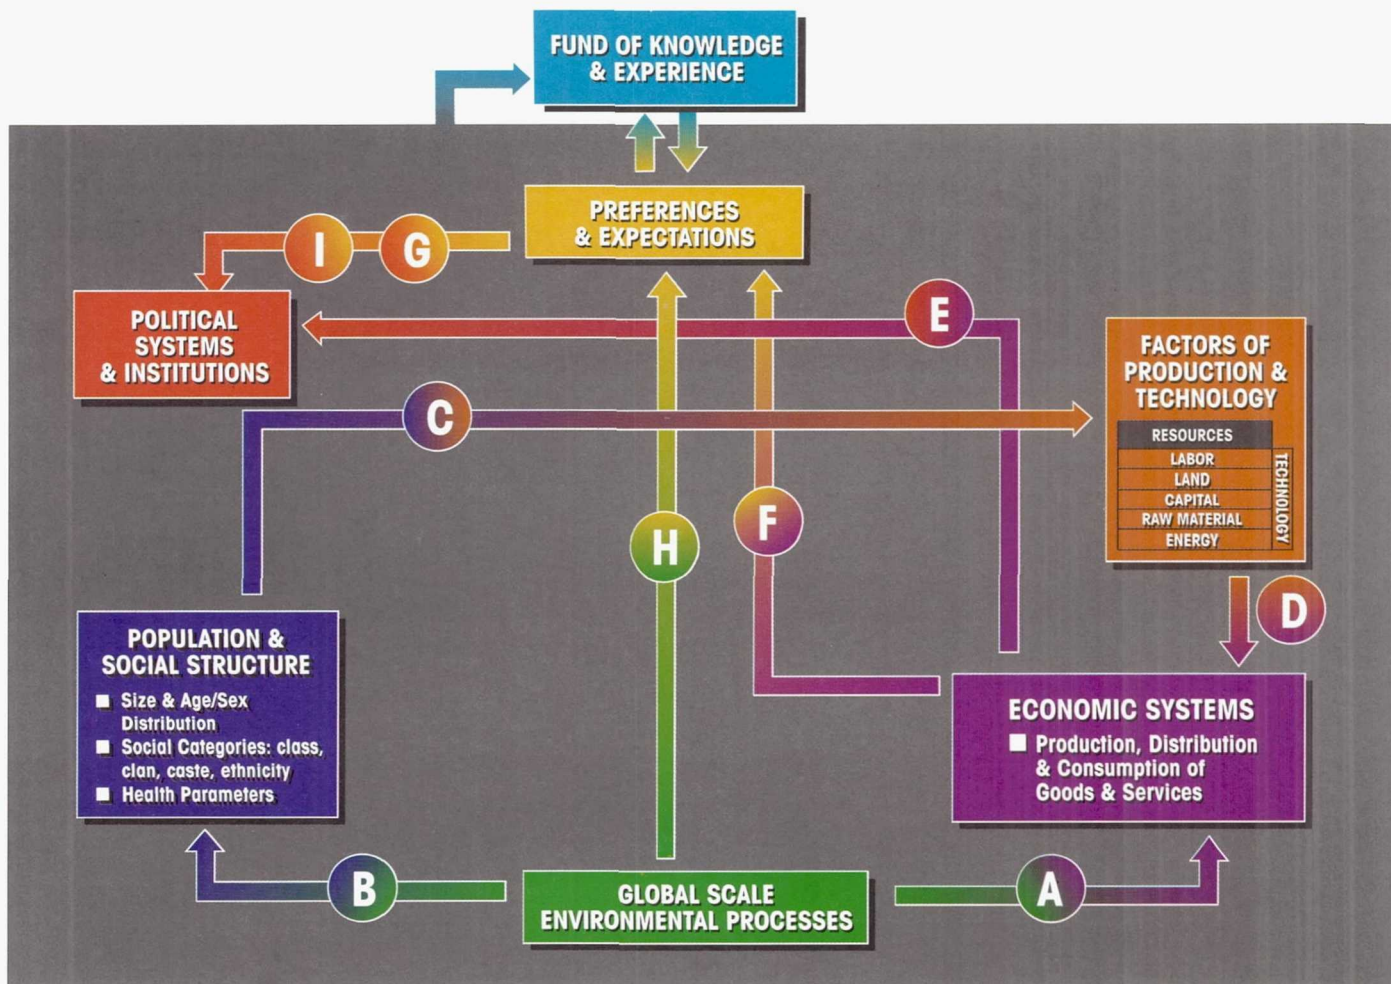 FUND OF KNOWLEDGE
& EXPERIENCE
PREFERENCES
& EXPECTATIONS
I
G
E
POLITICAL
SYSTEMS
& INSTITUTIONS
FACTORS OF
PRODUCTION &
TECHNOLOGY
RESOURCES
LABOR
LAND
CAPITAL
RAW MATERIAL
ENERGY
TECHNOLOGY
C
F
H
D
POPULATION &
SOCIAL STRUCTURE
■ Size & Age/Sex
Distribution
■ Social Categories: class,
clan, caste, ethnicity
■ Health Parameters
ECONOMIC SYSTEMS
■ Production, Distribution
& Consumption of
Goods & Services
B
A
GLOBAL SCALE
ENVIRONMENTAL PROCESSES